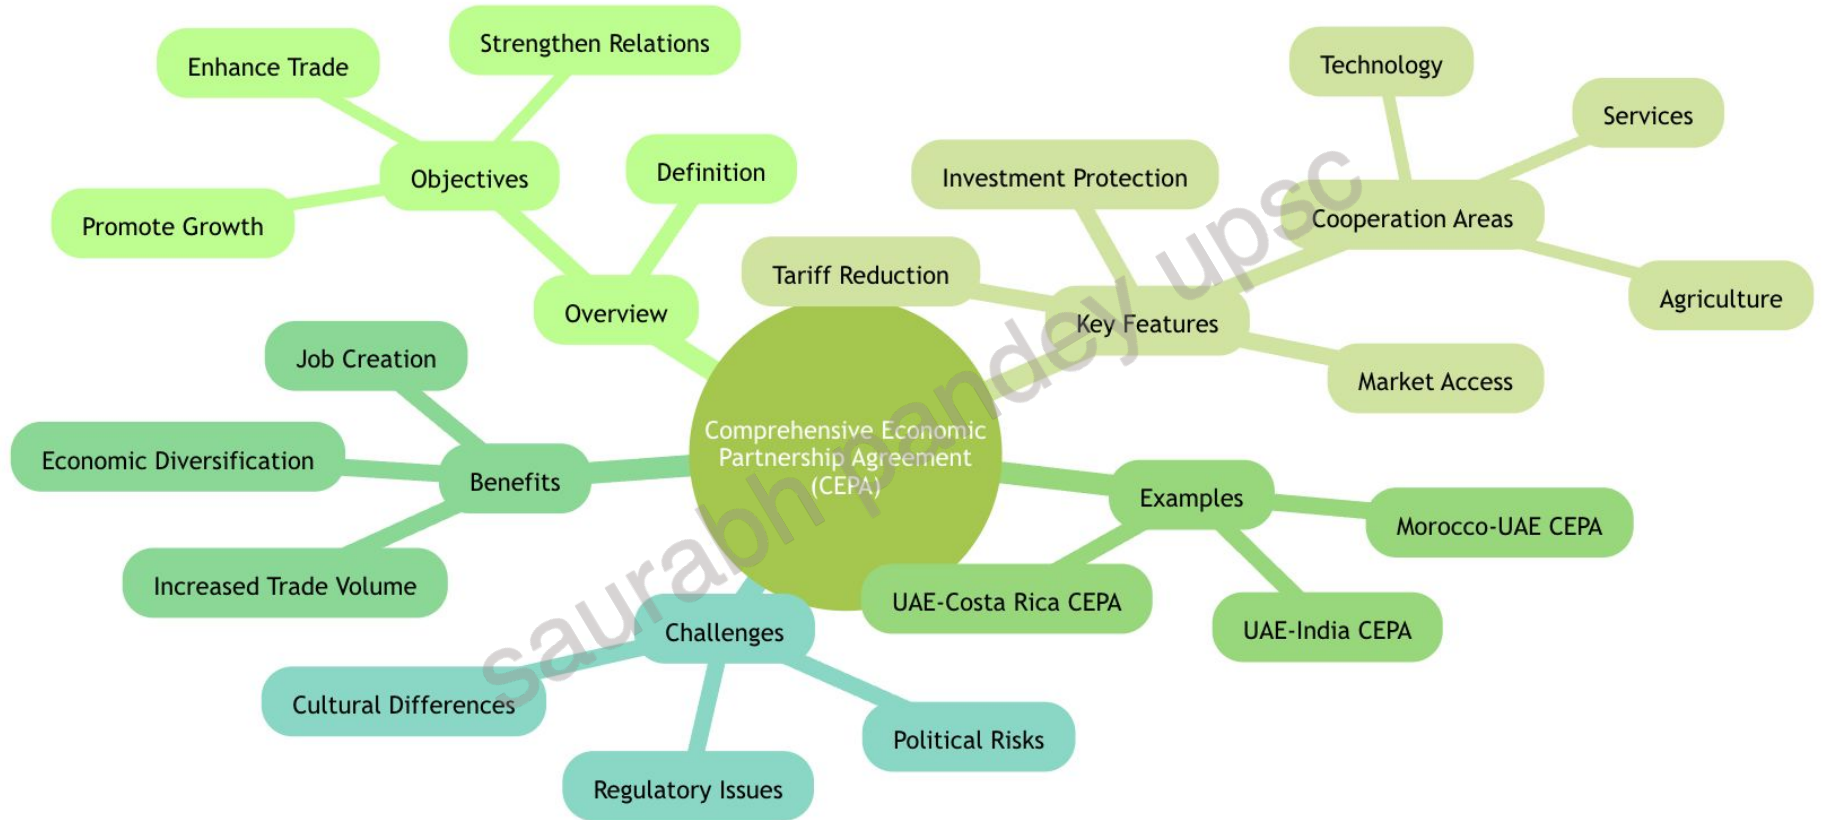 Strengthen Relations
Enhance Trade
Objectives
Promote Growth
Definition
Overview
Technology
Services
Investment Protection
Cooperation Areas
Tariff Reduction
Key Features
Agriculture
Market Access
Job Creation
Economic Diversification
Benefits
Increased Trade Volume
Comprehensive Economic
Partnership Agreement
(CEPA)
Examples
Morocco-UAE CEPA
UAE-Costa Rica CEPA
UAE-India CEPA
Challenges
Cultural Differences
Political Risks
Regulatory Issues
saurabh pandey upsc